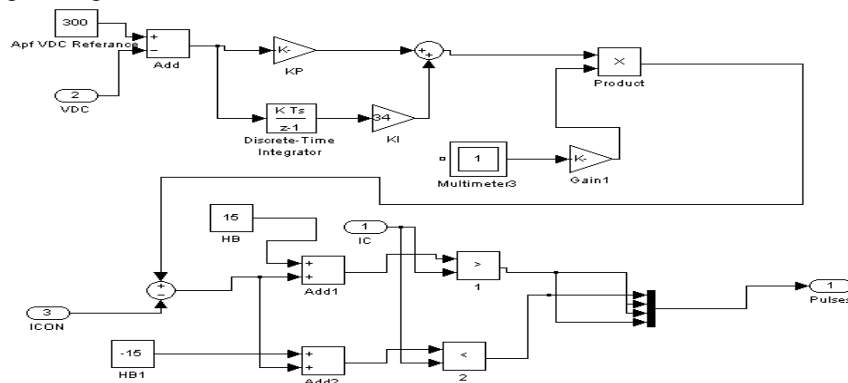 300
Apf VDC Referance
+
−
Add
2
VDC
K-
KP
K Ts
z-1
Discrete-Time
Integrator
34
KI
+
+
×
Product
1
Multimeter3
K-
Gain1
15
HB
1
IC
+
−
3
ICON
+
+
Add1
>
1
1
Pulses
-15
HB1
+
+
Add2
<
2